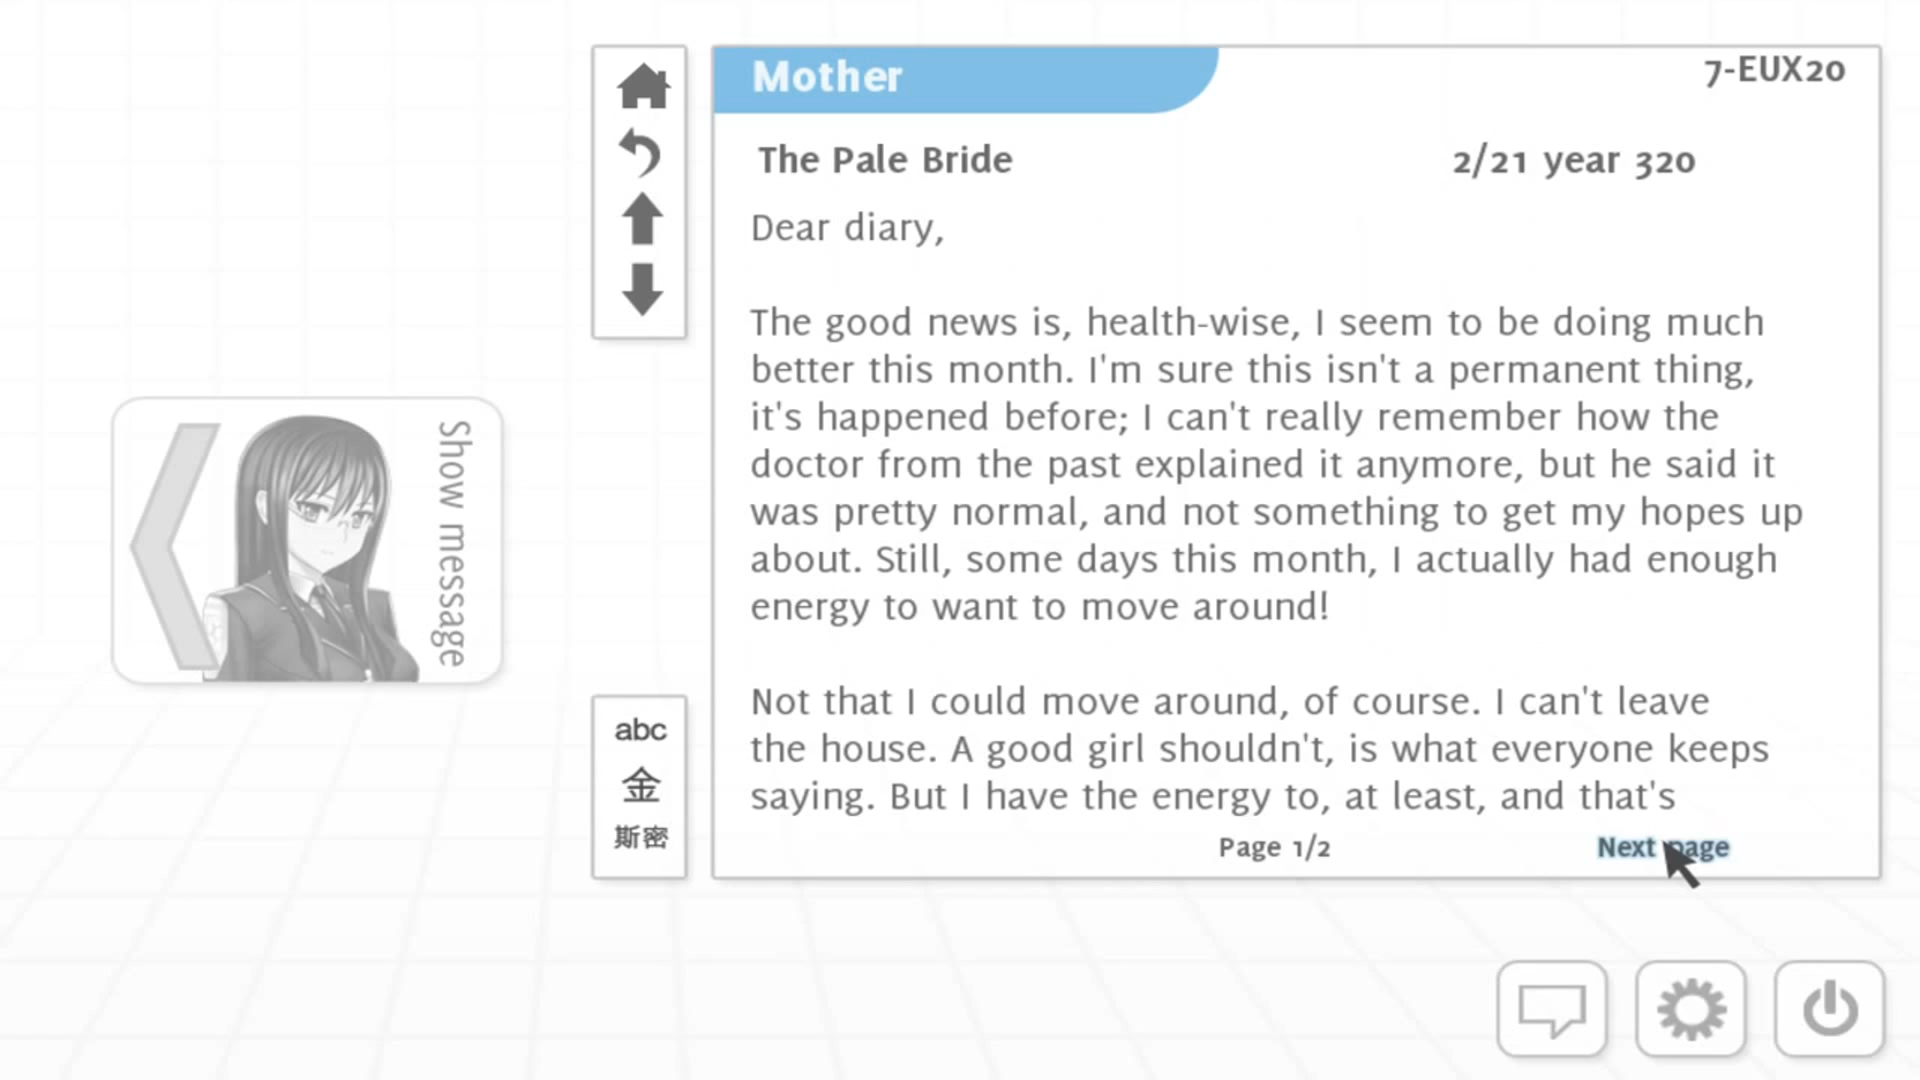 Mother
7-EUX20
The Pale Bride
2/21 year 320
Dear diary,
The good news is, health-wise, I seem to be doing much
better this month. I'm sure this isn't a permanent thing,
it's happened before; I can't really remember how the
doctor from the past explained it anymore, but he said it
was pretty normal, and not something to get my hopes up
about. Still, some days this month, I actually had enough
energy to want to move around!
Not that I could move around, of course. I can't leave
the house. A good girl shouldn't, is what everyone keeps
saying. But I have the energy to, at least, and that's
Page 1/2
Next page
Show message
abc
金
斯密